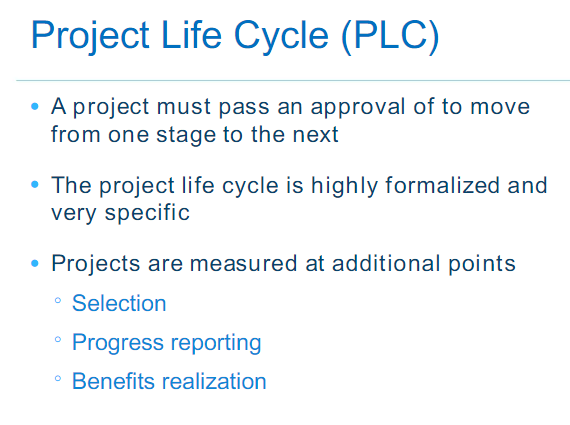 Project Life Cycle (PLC)
• A project must pass an approval of to move
from one stage to the next
• The project life cycle is highly formalized and
very specific
• Projects are measured at additional points
° Selection
° Progress reporting
° Benefits realization